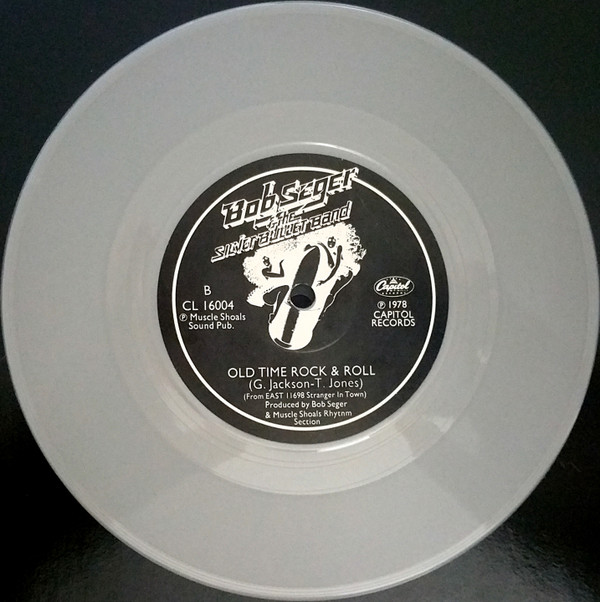 Bob Seger
& the
Silver Bullet Band
B
CL 16004
Ⓟ Muscle Shoals
Sound Pub.
Capitol
Ⓟ 1978
CAPITOL
RECORDS
OLD TIME ROCK & ROLL
(G. Jackson-T. Jones)
(From EAST 11698 Stranger In Town)
Produced by Bob Seger
& Muscle Shoals Rhythm
Section